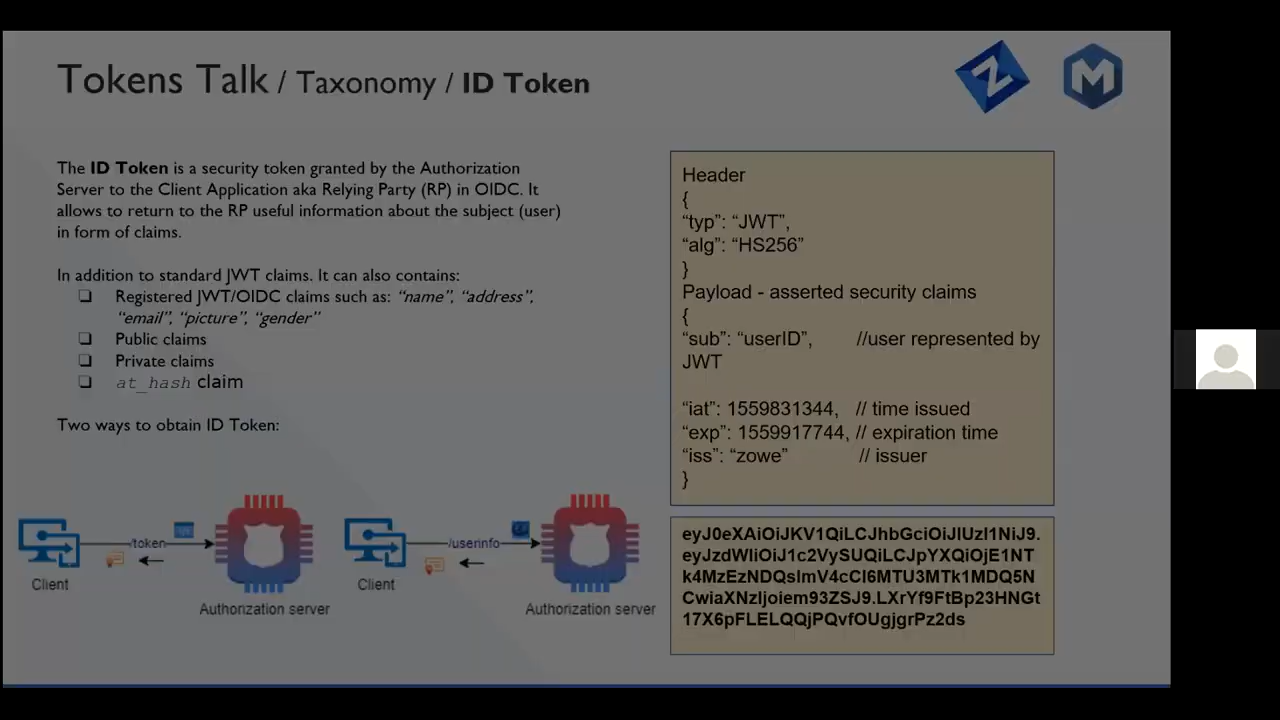 Tokens Talk / Taxonomy / ID Token
The ID Token is a security token granted by the Authorization
Server to the Client Application aka Relying Party (RP) in OIDC. It
allows to return to the RP useful information about the subject (user)
in form of claims.
In addition to standard JWT claims. It can also contains:
❑ Registered JWT/OIDC claims such as: “name”, “address”,
“email”, “picture”, “gender”
❑ Public claims
❑ Private claims
❑ at_hash claim
Two ways to obtain ID Token:
/token
Client
Authorization server
/userinfo
Client
Authorization server
Header
{
“typ”: “JWT”,
“alg”: “HS256”
}
Payload - asserted security claims
{
“sub”: “userID”, //user represented by
JWT
“iat”: 1559831344, // time issued
“exp”: 1559917744, // expiration time
“iss”: “zowe” // issuer
}
eyJ0eXAiOiJKV1QiLCJhbGciOiJIUzI1NiJ9.
eyJzdWIiOiJ1c2VySUQiLCJpYXQiOjE1NT
k4MzEzNDQsImV4cCI6MTU3MTk1MDQ5N
CwiaXNzIjoiem93ZSJ9.LXrYf9FtBp23HNGt
17X6pFLELQQjPQvfOUgjgrPz2ds
Z
M